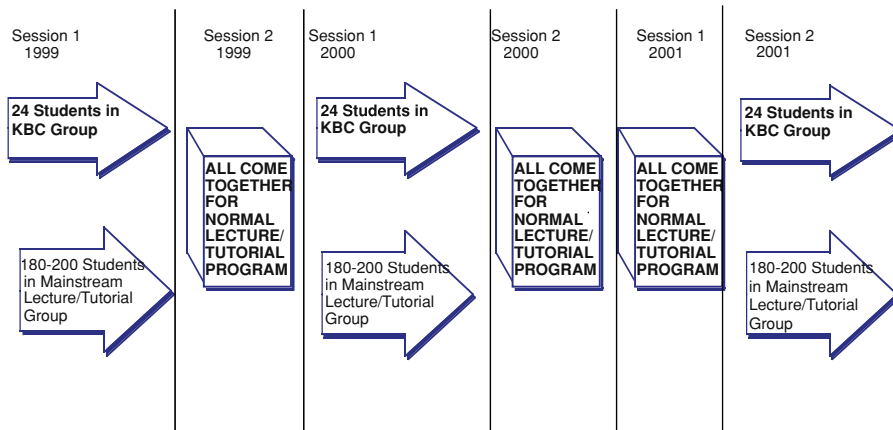 Session 1
1999
24 Students in
KBC Group
180-200 Students
in Mainstream
Lecture/Tutorial
Group
Session 2
1999
ALL COME
TOGETHER
FOR
NORMAL
LECTURE/
TUTORIAL
PROGRAM
Session 1
2000
24 Students in
KBC Group
180-200 Students
in Mainstream
Lecture/Tutorial
Group
Session 2
2000
ALL COME
TOGETHER
FOR
NORMAL
LECTURE/
TUTORIAL
PROGRAM
Session 1
2001
ALL COME
TOGETHER
FOR
NORMAL
LECTURE/
TUTORIAL
PROGRAM
Session 2
2001
24 Students in
KBC Group
180-200 Students
in Mainstream
Lecture/Tutorial
Group